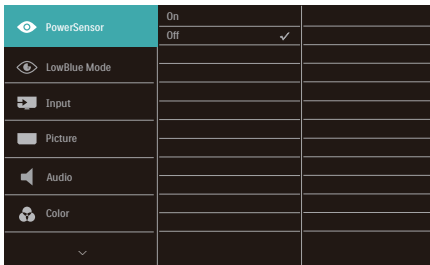 PowerSensor
On
Off
LowBlue Mode
Input
Picture
Audio
Color